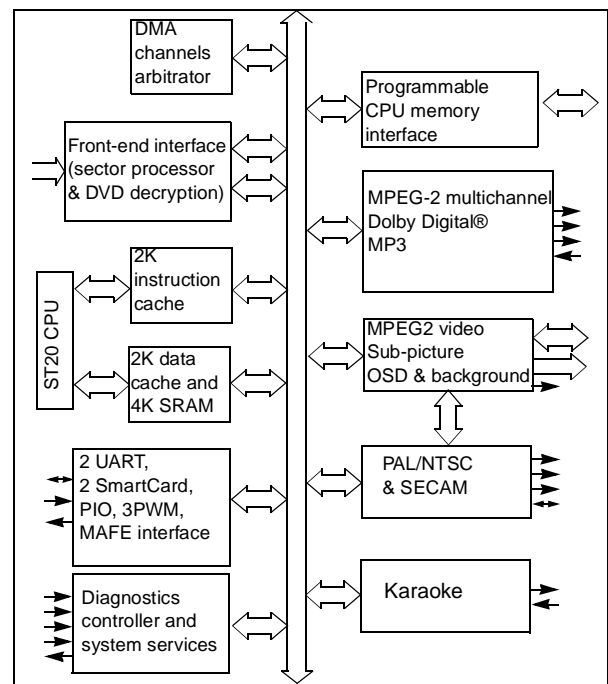 DMA
channels
arbitrator
Programmable
CPU memory
interface
Front-end interface
(sector processor
& DVD decryption)
MPEG-2 multichannel
Dolby Digital®
MP3
2K
instruction
cache
ST20 CPU
MPEG2 video
Sub-picture
OSD & background
2K data
cache and
4K SRAM
2 UART,
2 SmartCard,
PIO, 3PWM,
MAFE interface
PAL/NTSC
& SECAM
Diagnostics
controller and
system services
Karaoke